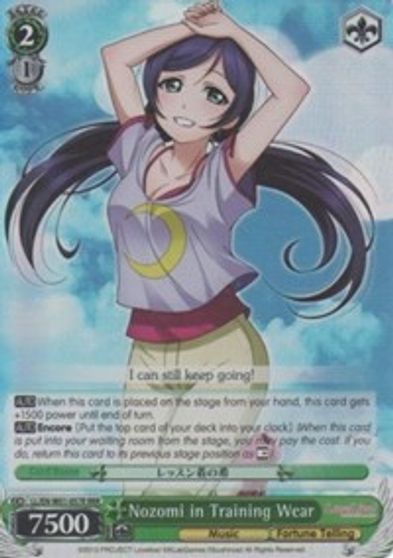 2
1
I can still keep going!
AUTO When this card is placed on the stage from your hand, this card gets
+1500 power until end of turn.
AUTO Encore [Put the top card of your deck into your clock] (When this card is
put into your waiting room from the stage, you may pay the cost. If you do,
return this card to its previous stage position as
Card Name レッスン着の希
7500
Nozomi in Training Wear
Music Fortune Telling